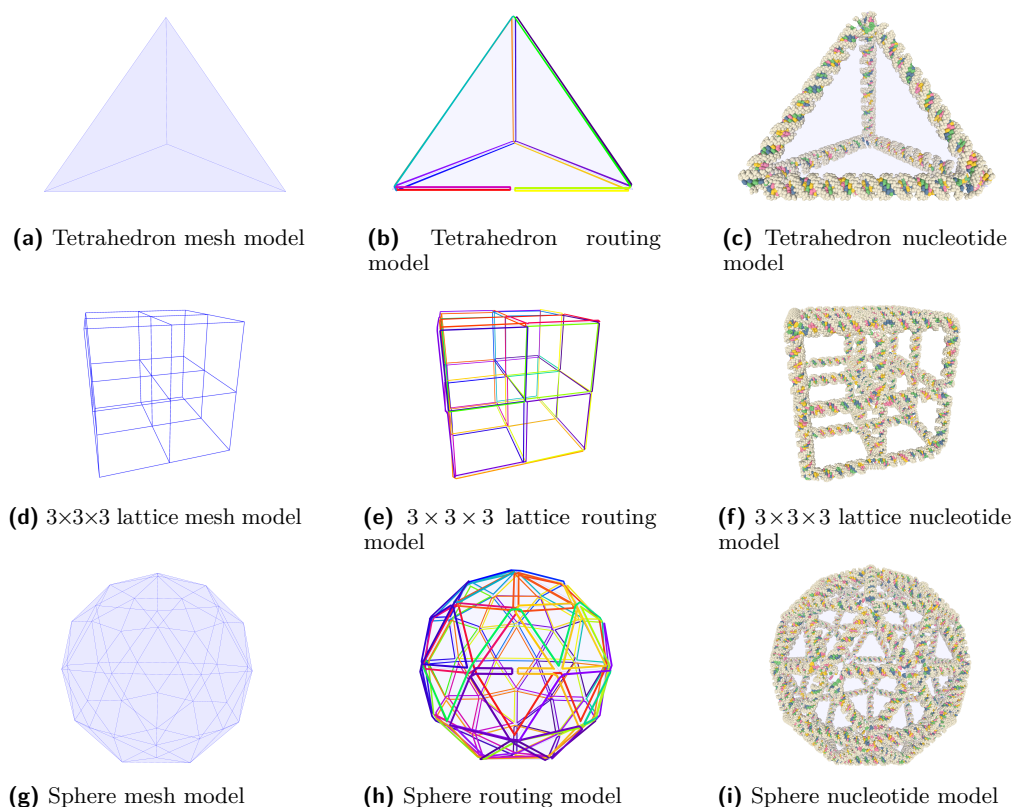 (a) Tetrahedron mesh model
(b) Tetrahedron routing
model
(c) Tetrahedron nucleotide
model
(d) 3×3×3 lattice mesh model
(e) 3 × 3 × 3 lattice routing
model
(f) 3×3×3 lattice nucleotide
model
(g) Sphere mesh model
(h) Sphere routing model
(i) Sphere nucleotide model